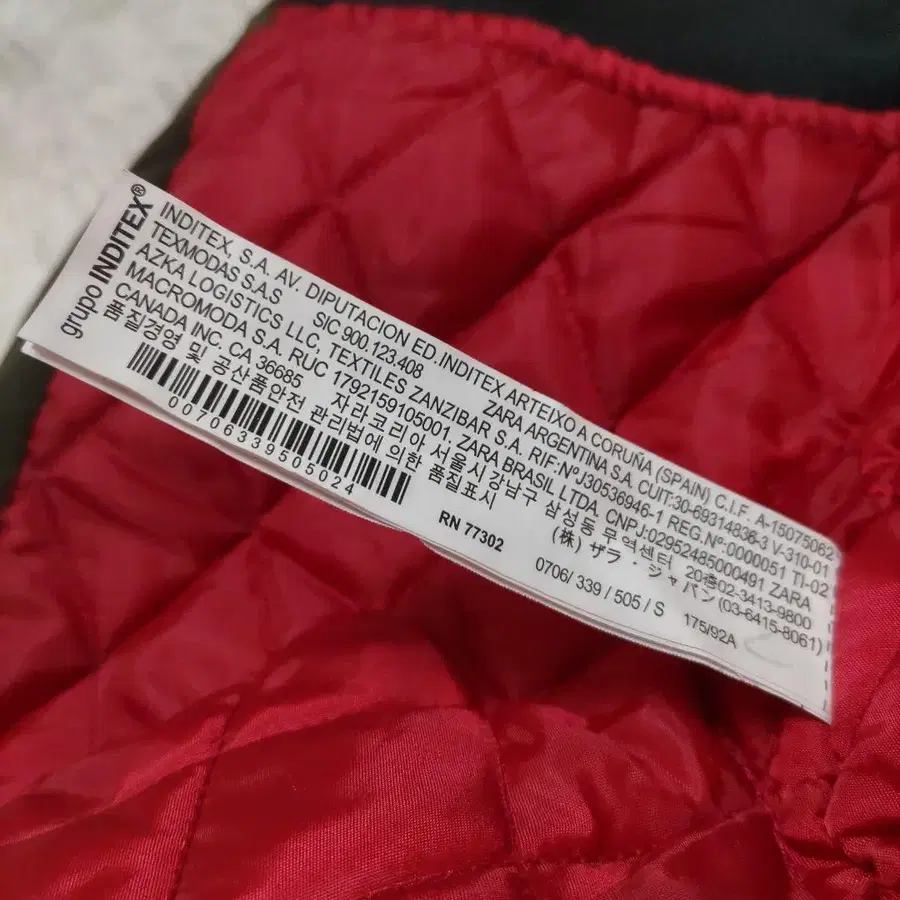 grupo INDITEX®
INDITEX, S.A. AV. DIPUTACION ED.INDITEX ARTEIXO A CORUÑA (SPAIN) C.I.F. A-15075062
TEXMODAS S.A.S SIC 900.123.408 ZARA ARGENTINA S.A. CUIT:30-69314836-3 V-310-01
AZKA LOGISTICS LLC, TEXTILES ZANZIBAR S.A. RIF:Nº J30536946-1 REG.Nº:0000051 TI-02
MACROMODA S.A. RUC 1792159105001, ZARA BRASIL LTDA, CNPJ:02952485000491 ZARA
CANADA INC. CA 36685 자라코리아 서울시 강남구 삼성동 무역센터 20층02-3413-9800
품질경영 및 공산품안전 관리법에 의한 품질표시 (株) ザラ・ジャパン(03-6415-8061)
00706339505024
RN 77302
0706/ 339 / 505 / S
175/92A